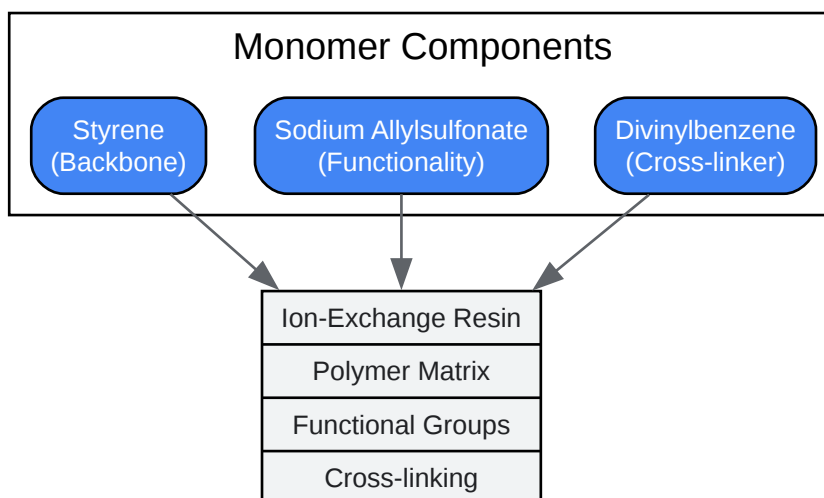 Monomer Components
Styrene
(Backbone)
Sodium Allylsulfonate
(Functionality)
Divinylbenzene
(Cross-linker)
Ion-Exchange Resin
Polymer Matrix
Functional Groups
Cross-linking